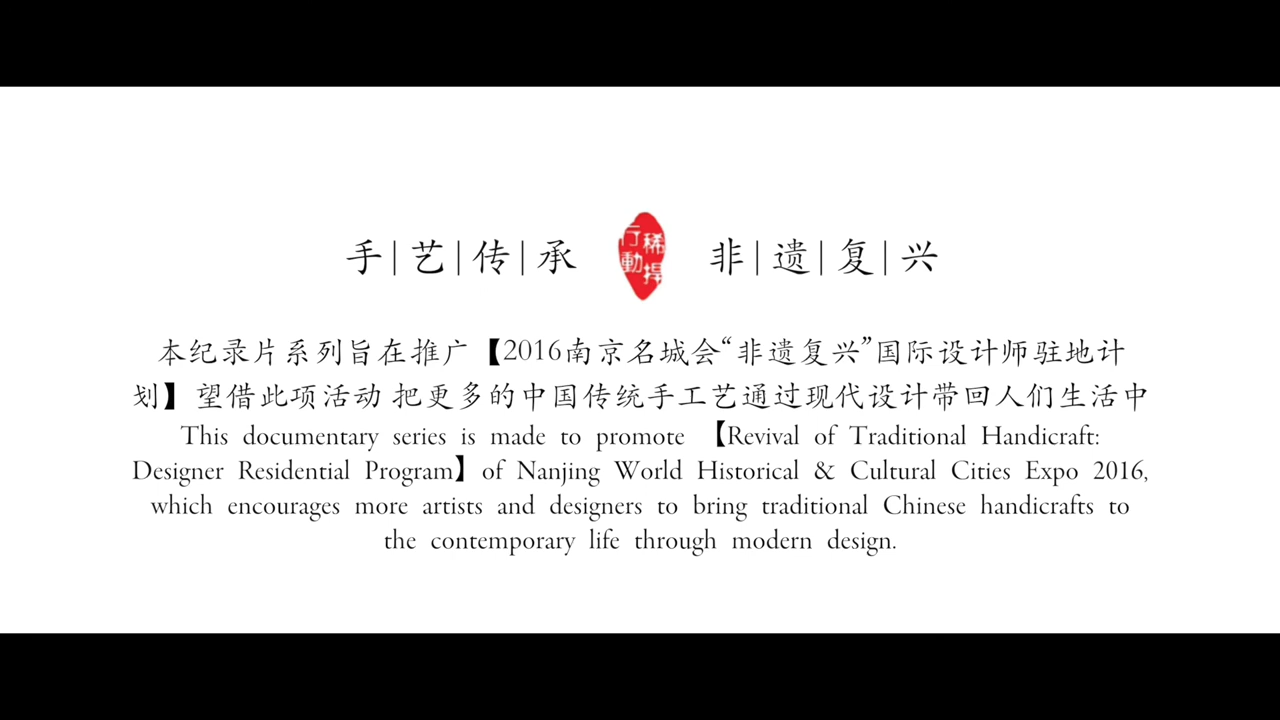 手|艺|传|承 行動 稀捍 非|遗|复|兴
本纪录片系列旨在推广【2016南京名城会“非遗复兴”国际设计师驻地计
划】望借此项活动 把更多的中国传统手工艺通过现代设计带回人们生活中
This documentary series is made to promote 【Revival of Traditional Handicraft:
Designer Residential Program】of Nanjing World Historical & Cultural Cities Expo 2016,
which encourages more artists and designers to bring traditional Chinese handicrafts to
the contemporary life through modern design.